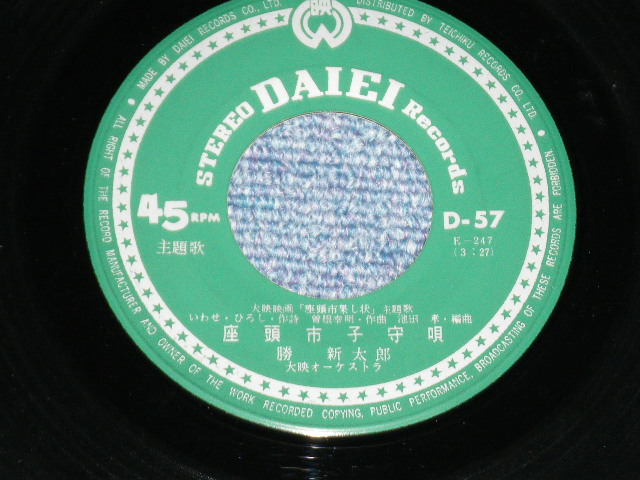 映
MADE BY DAIEI RECORDS CO., LTD. DISTRIBUTED BY TEICHIKU RECORDS CO., LTD.
STEREO DAIEI Records
45 RPM
主題歌
D-57
E-247
(3:27)
大映映画「座頭市果し状」主題歌
いわせ・ひろし・作詩 曽根幸明・作曲 池田 孝・編曲
座頭市子守唄
勝 新太郎
大映オーケストラ
ALL RIGHT OF THE RECORD MANUFACTURER AND OWNER OF THE WORK RECORDED COPYING, PUBLIC PERFORMANCE, BROADCASTING OF THESE RECORDS ARE FORBIDDEN